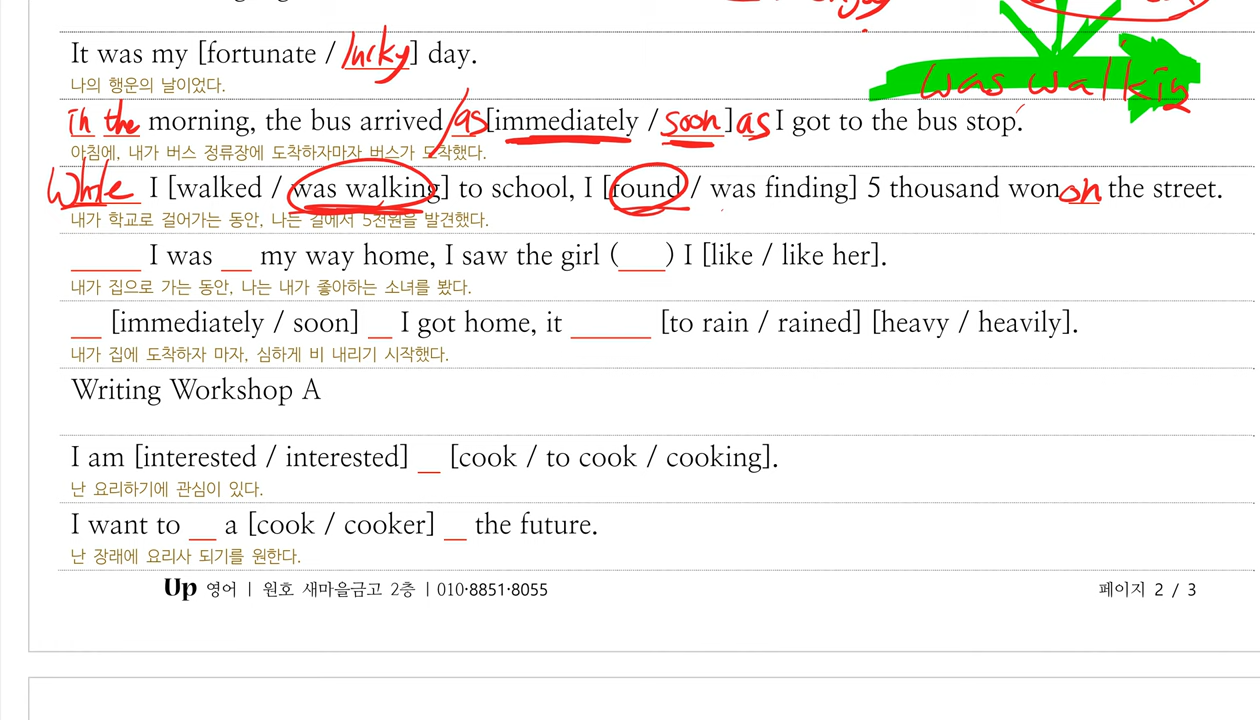 was walking
It was my [fortunate / lucky] day.
나의 행운의 날이었다.
in the morning, the bus arrived / as [immediately / soon] as I got to the bus stop.
아침에, 내가 버스 정류장에 도착하자마자 버스가 도착했다.
While I [walked / was walking] to school, I [found / was finding] 5 thousand won on the street.
내가 학교로 걸어가는 동안, 나는 길에서 5천원을 발견했다.
_____ I was __ my way home, I saw the girl (___) I [like / like her].
내가 집으로 가는 동안, 나는 내가 좋아하는 소녀를 봤다.
__ [immediately / soon] __ I got home, it _____ [to rain / rained] [heavy / heavily].
내가 집에 도착하자 마자, 심하게 비 내리기 시작했다.
Writing Workshop A
I am [interested / interested] __ [cook / to cook / cooking].
난 요리하기에 관심이 있다.
I want to __ a [cook / cooker] __ the future.
난 장래에 요리사 되기를 원한다.
Up 영어 | 원호 새마을금고 2층 | 010·8851·8055
페이지 2 / 3